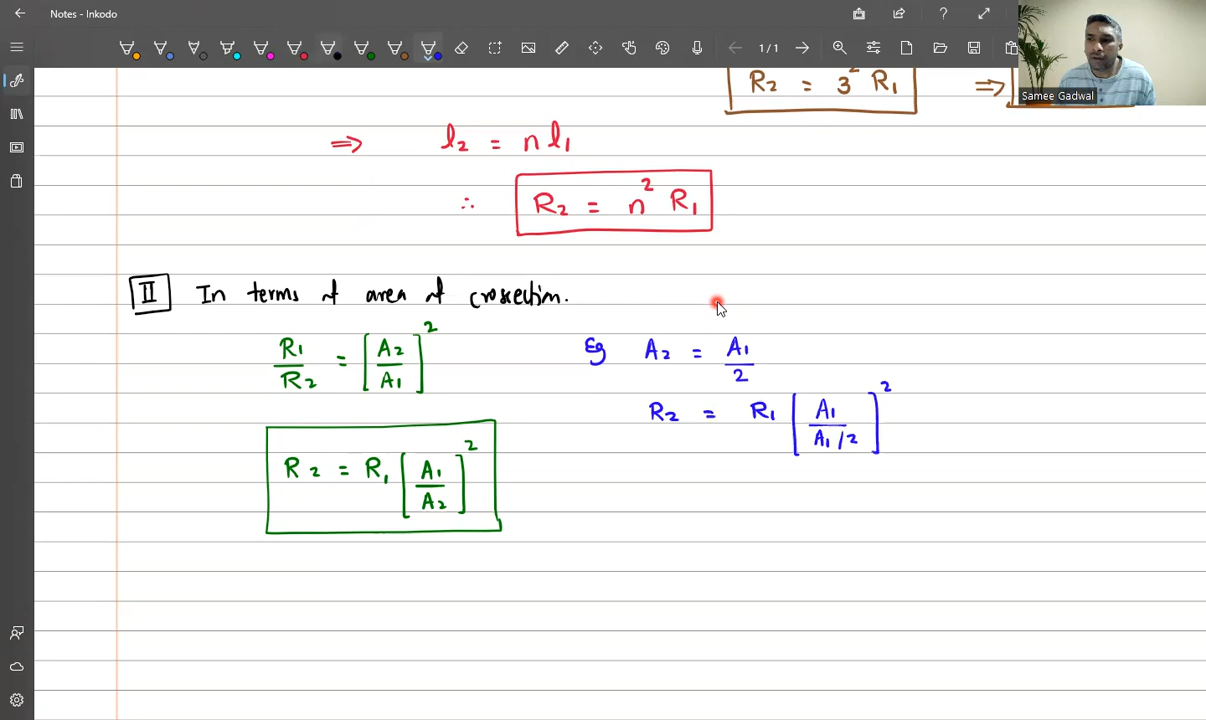 Notes - Inkodo
1/1
Samee Gadwal
R₂ = 3² R₁ ⇒
⇒ l₂ = n l₁
∴ R₂ = n² R₁
II In terms of area of crossection.
R₁/R₂ = [A₂/A₁]²
Eg A₂ = A₁/2
R₂ = R₁ [A₁/(A₁/2)]²
R₂ = R₁ [A₁/A₂]²